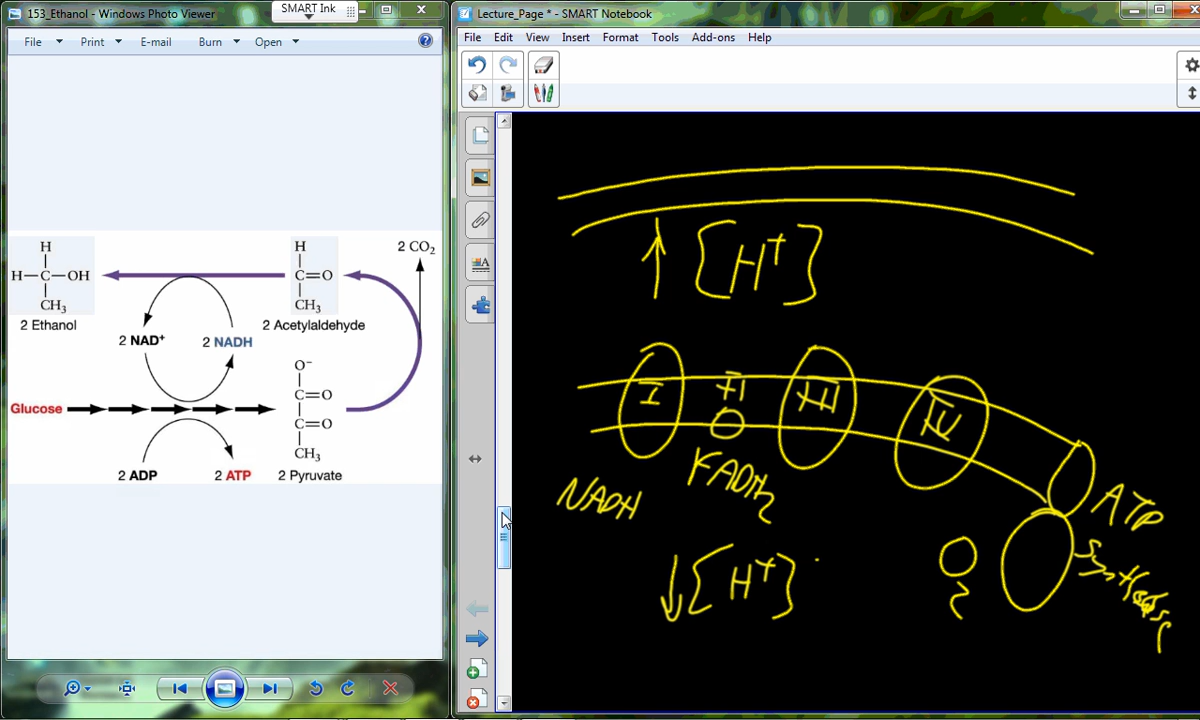 153_Ethanol - Windows Photo Viewer
SMART Ink
File Print E-mail Burn Open
H
H—C—OH
CH₃
2 Ethanol
H
C=O
CH₃
2 Acetylaldehyde
2 CO₂
2 NAD⁺
2 NADH
Glucose
O⁻
C=O
C=O
CH₃
2 ADP
2 ATP
2 Pyruvate
Lecture_Page * - SMART Notebook
File Edit View Insert Format Tools Add-ons Help
↑ [H⁺]
I II III IV
NADH
FADH₂
ATP
↓ [H⁺]
O₂